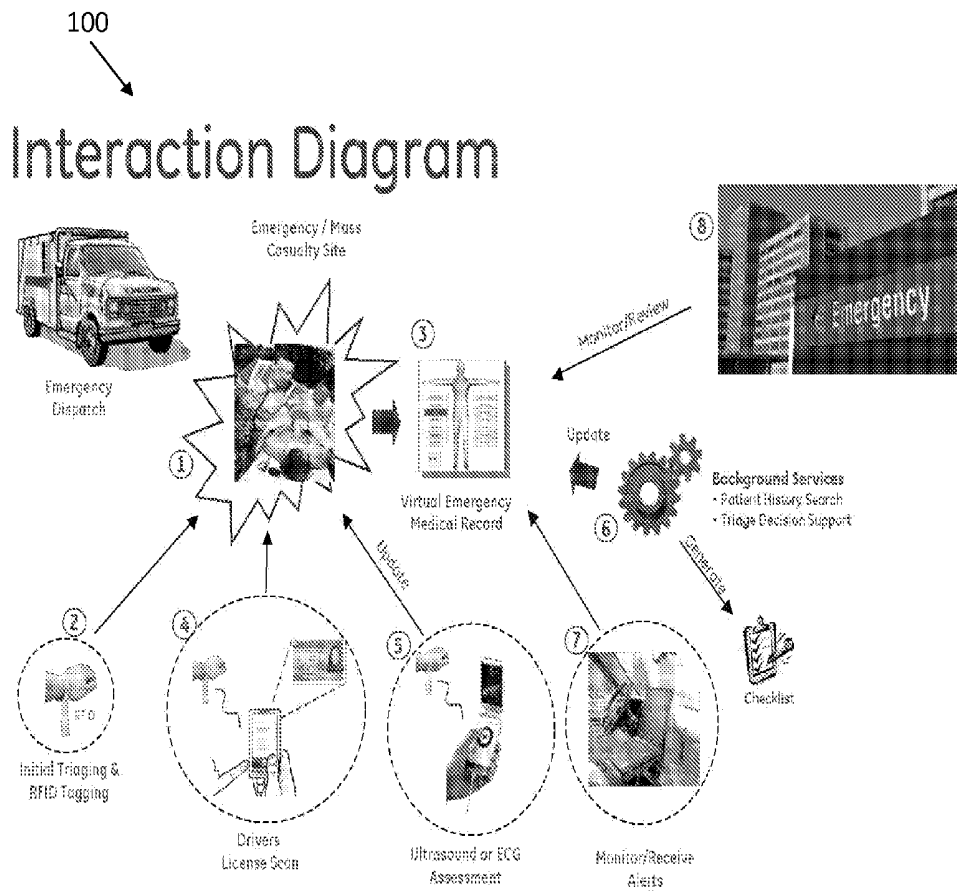 100
Interaction Diagram
Emergency / Mass
Casualty Site
8
Emergency
Monitor/Review
Emergency
Dispatch
3
1
Update
Virtual Emergency
Medical Record
6
Background Services
• Patient History Search
• Triage Decision Support
Update
Generate
2
4
5
7
RFID
Checklist
Initial Triaging &
RFID Tagging
Drivers
License Scan
Ultrasound or ECG
Assessment
Monitor/Receive
Alerts